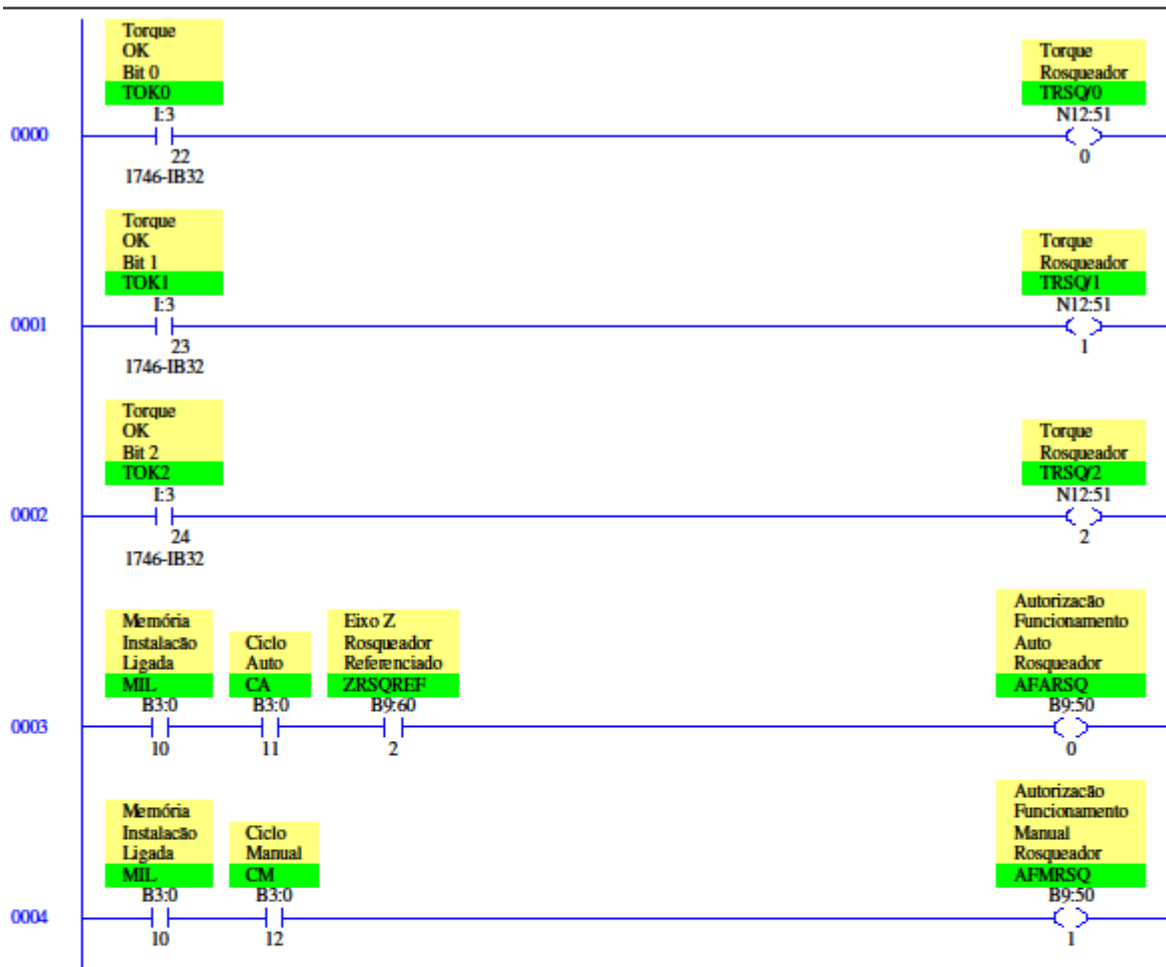 Torque
OK
Bit 0
TOK0
I:3
22
1746-IB32
Torque
Rosqueador
TRSQ/0
N12:51
0
0000
Torque
OK
Bit 1
TOK1
I:3
23
1746-IB32
Torque
Rosqueador
TRSQ/1
N12:51
1
0001
Torque
OK
Bit 2
TOK2
I:3
24
1746-IB32
Torque
Rosqueador
TRSQ/2
N12:51
2
0002
Memória
Instalacão
Ligada
MIL
B3:0
10
Ciclo
Auto
CA
B3:0
11
Eixo Z
Rosqueador
Referenciado
ZRSQREF
B9:60
2
Autorizacão
Funcionamento
Auto
Rosqueador
AFARSQ
B9:50
0
0003
Memória
Instalacão
Ligada
MIL
B3:0
10
Ciclo
Manual
CM
B3:0
12
Autorizacão
Funcionamento
Manual
Rosqueador
AFMRSQ
B9:50
1
0004